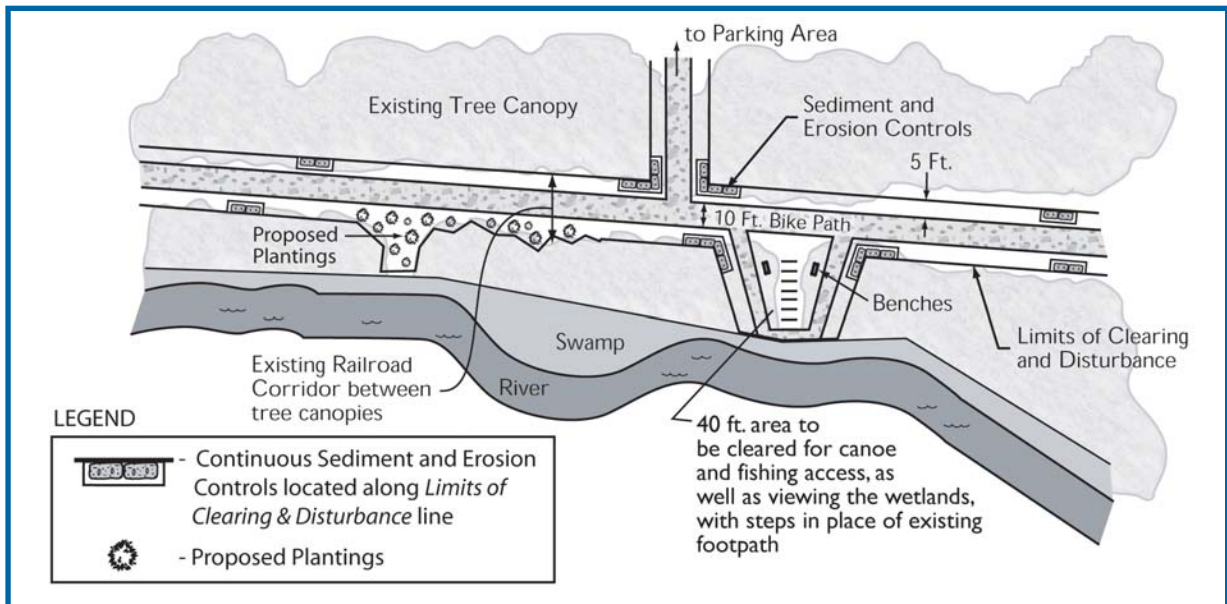 to Parking Area
Existing Tree Canopy
Sediment and
Erosion Controls
5 Ft.
10 Ft. Bike Path
Proposed
Plantings
Benches
Limits of Clearing
and Disturbance
Swamp
River
Existing Railroad
Corridor between
tree canopies
40 ft. area to
be cleared for canoe
and fishing access, as
well as viewing the wetlands,
with steps in place of existing
footpath
LEGEND
- Continuous Sediment and Erosion
Controls located along Limits of
Clearing & Disturbance line
- Proposed Plantings